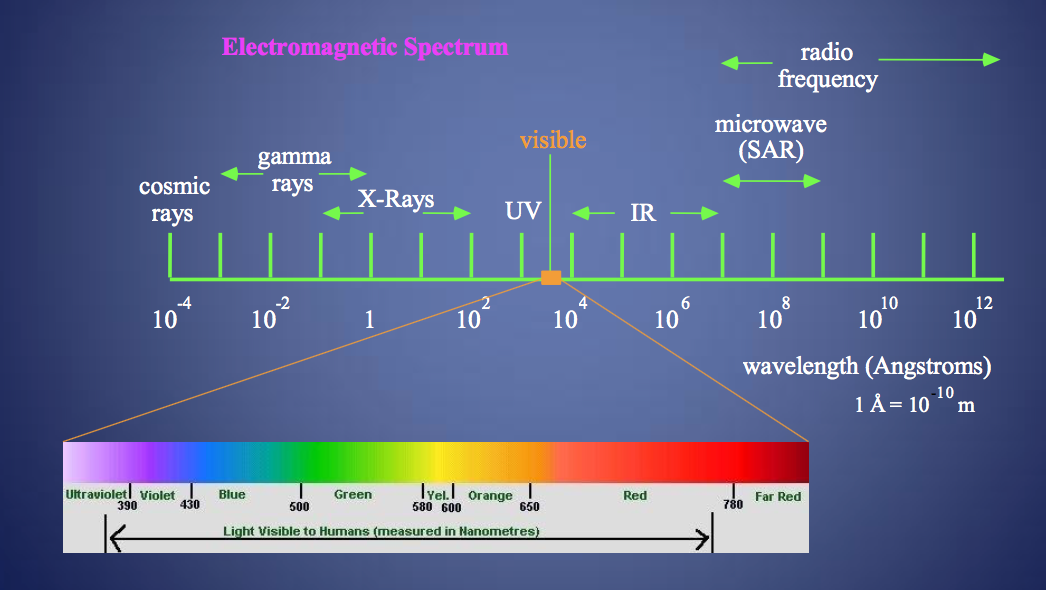 Electromagnetic Spectrum
radio
frequency
microwave
(SAR)
visible
gamma
rays
cosmic
rays
X-Rays
UV
IR
10^-4 10^-2 1 10^2 10^4 10^6 10^8 10^10 10^12
wavelength (Angstroms)
1 Å = 10^-10 m
Ultraviolet Violet Blue Green Yel. Orange Red Far Red
390 430 500 580 600 650 780
Light Visible to Humans (measured in Nanometres)